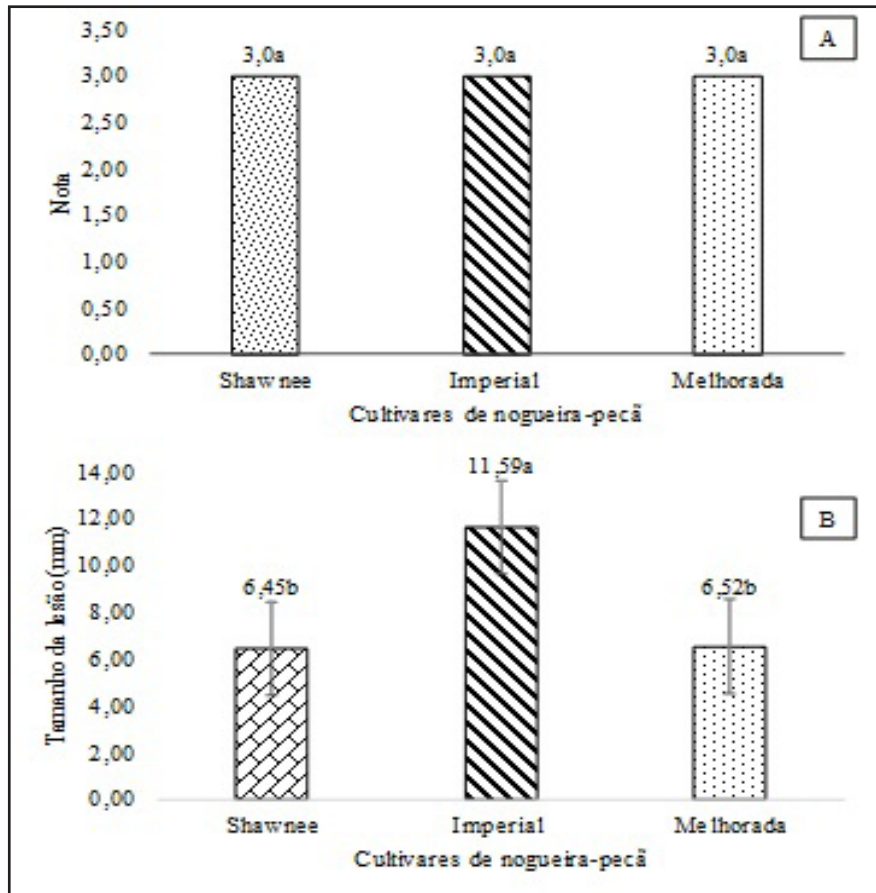 A
3,50
3,00
2,50
2,00
1,50
1,00
0,50
0,00
Nota
3,0a 3,0a 3,0a
Shawnee Imperial Melhorada
Cultivares de nogueira-pecã
B
14,00
12,00
10,00
8,00
6,00
4,00
2,00
0,00
Tamanho da lesão (mm)
6,45b 11,59a 6,52b
Shawnee Imperial Melhorada
Cultivares de nogueira-pecã